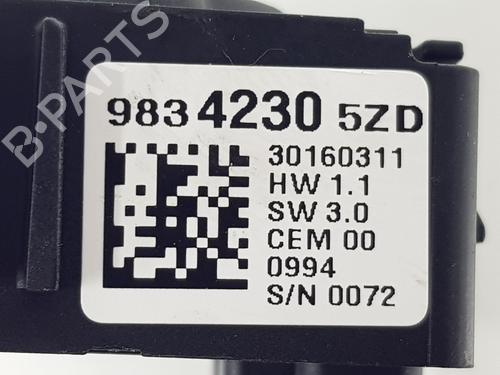 B-PARTS
983 4230 5ZD
30160311
HW 1.1
SW 3.0
CEM 00
0994
S/N 0072